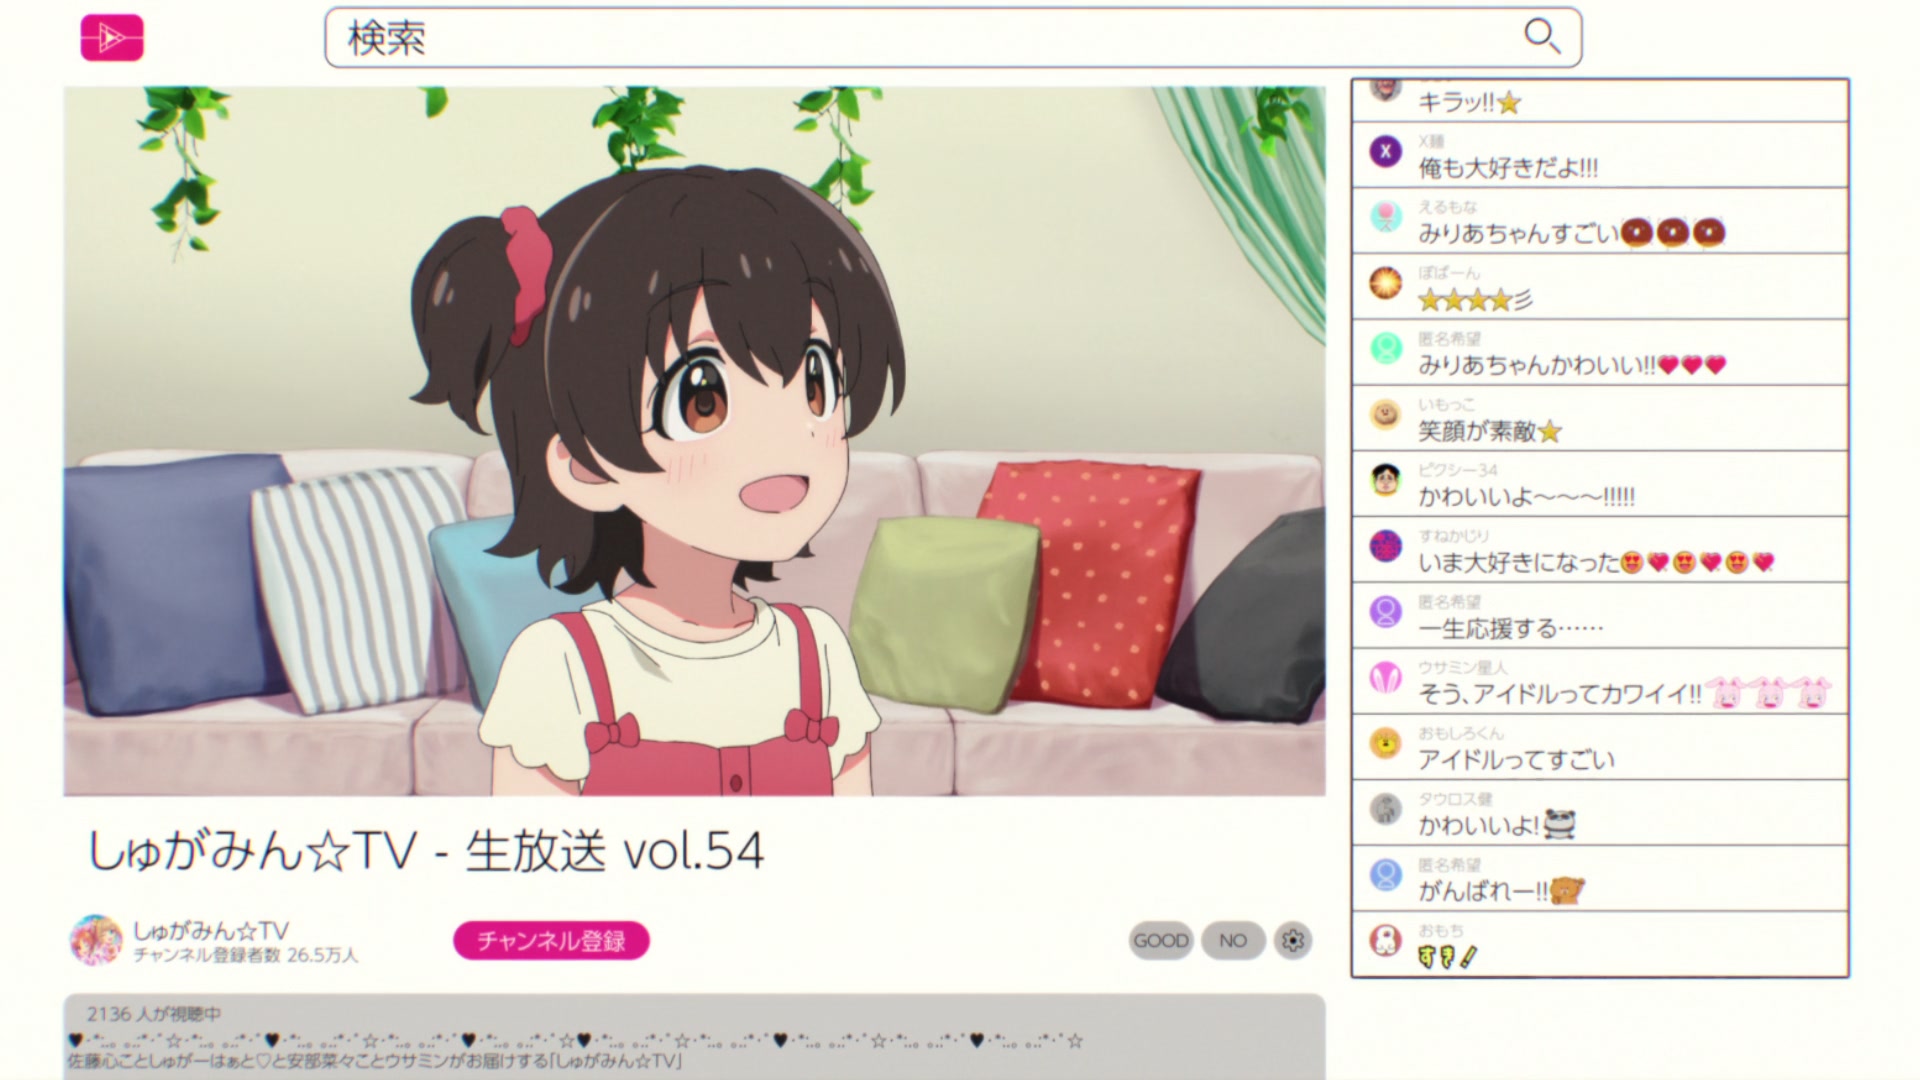 検索
キラッ!!⭐
X麺
俺も大好きだよ!!!
えるもな
みりあちゃんすごい🍩🍩🍩
ぽぱーん
⭐⭐⭐⭐彡
匿名希望
みりあちゃんかわいい!!❤❤❤
いもっこ
笑顔が素敵⭐
ピクシー34
かわいいよ〜〜〜!!!!!
すねかじり
いま大好きになった😍💘😍💘😍💘
匿名希望
一生応援する……
ウサミン星人
そう、アイドルってカワイイ!!
おもしろくん
アイドルってすごい
タウロス健
かわいいよ!
匿名希望
がんばれー!!
おもち
すき!
X
しゅがみん☆TV - 生放送 vol.54
しゅがみん☆TV
チャンネル登録者数 26.5万人
チャンネル登録
GOOD
NO
2136 人が視聴中
佐藤心ことしゅがーはぁと♡と安部菜々ことウサミンがお届けする「しゅがみん☆TV」